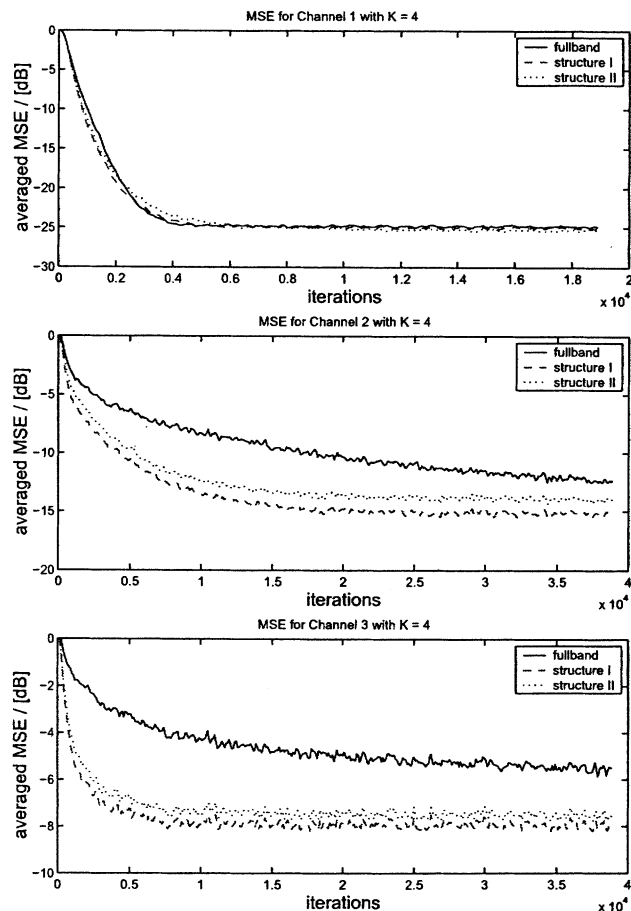 MSE for Channel 1 with K = 4
averaged MSE / [dB]
0
−5
−10
−15
−20
−25
−30
fullband
structure I
structure II
0 0.2 0.4 0.6 0.8 1 1.2 1.4 1.6 1.8 2
iterations
x 10^4
MSE for Channel 2 with K = 4
averaged MSE / [dB]
0
−5
−10
−15
−20
fullband
structure I
structure II
0 0.5 1 1.5 2 2.5 3 3.5 4
iterations
x 10^4
MSE for Channel 3 with K = 4
averaged MSE / [dB]
0
−2
−4
−6
−8
−10
fullband
structure I
structure II
0 0.5 1 1.5 2 2.5 3 3.5 4
iterations
x 10^4